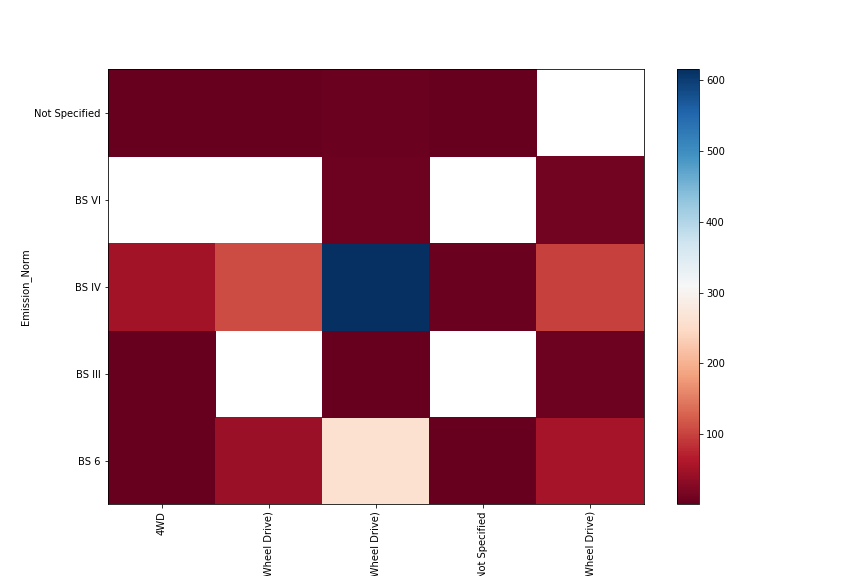 Not Specified
BS VI
BS IV
BS III
BS 6
Emission_Norm
4WD
Wheel Drive)
Wheel Drive)
Not Specified
Wheel Drive)
600
500
400
300
200
100